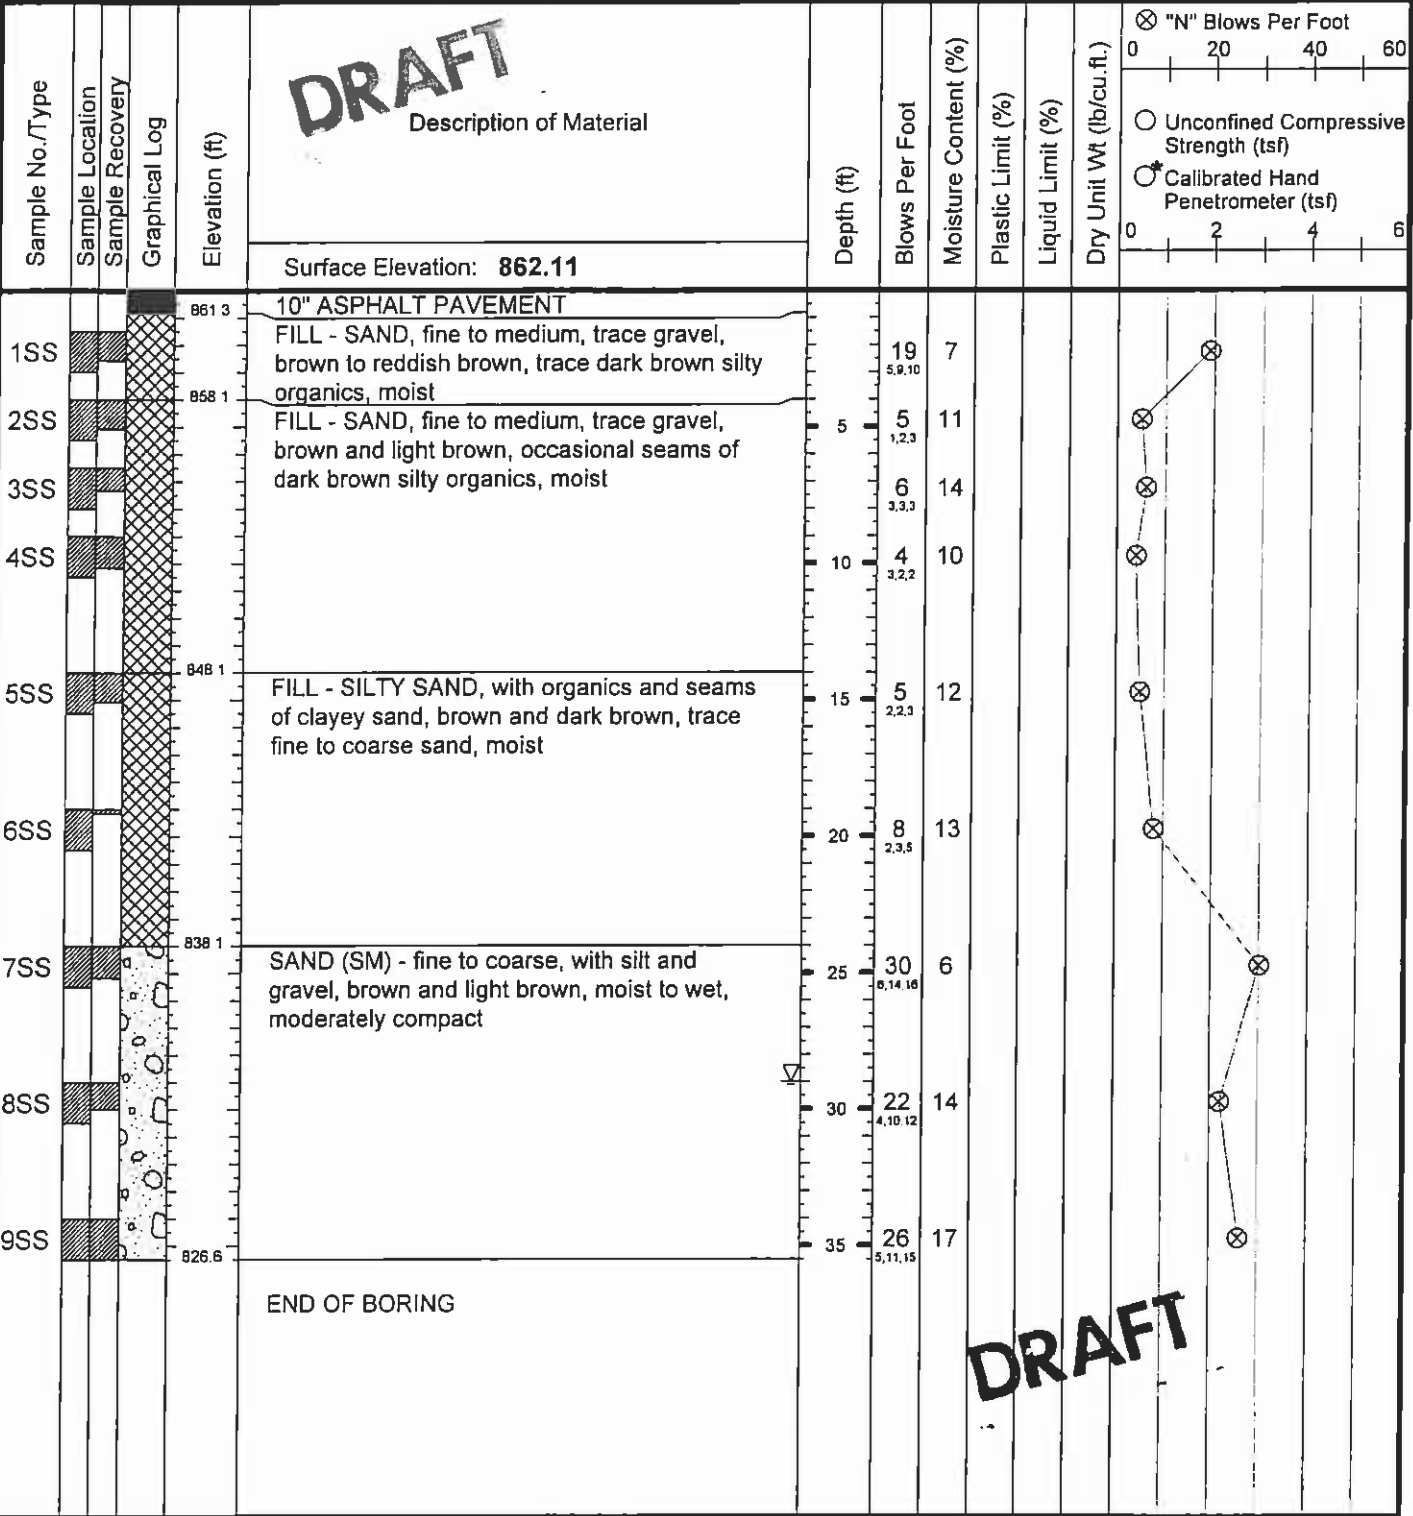 DRAFT
Sample No./Type
Sample Location
Sample Recovery
Graphical Log
Elevation (ft)
Description of Material
Surface Elevation: 862.11
Depth (ft)
Blows Per Foot
Moisture Content (%)
Plastic Limit (%)
Liquid Limit (%)
Dry Unit Wt (lb/cu.ft.)
"N" Blows Per Foot
0 20 40 60
Unconfined Compressive
Strength (tsf)
* Calibrated Hand
Penetrometer (tsf)
0 2 4 6
861 3 10" ASPHALT PAVEMENT
FILL - SAND, fine to medium, trace gravel,
1SS brown to reddish brown, trace dark brown silty 19 7
5,9,10
organics, moist
858 1
2SS FILL - SAND, fine to medium, trace gravel, 5 5 11
1,2,3
brown and light brown, occasional seams of
3SS dark brown silty organics, moist 6 14
3,3,3
4SS 10 4 10
3,2,2
848 1
5SS FILL - SILTY SAND, with organics and seams 15 5 12
2,2,3
of clayey sand, brown and dark brown, trace
fine to coarse sand, moist
6SS 20 8 13
2,3,5
838 1
7SS SAND (SM) - fine to coarse, with silt and 25 30 6
gravel, brown and light brown, moist to wet,
moderately compact
8SS 30 22 14
4,10,12
9SS 35 26 17
5,11,15
826.6
END OF BORING
DRAFT